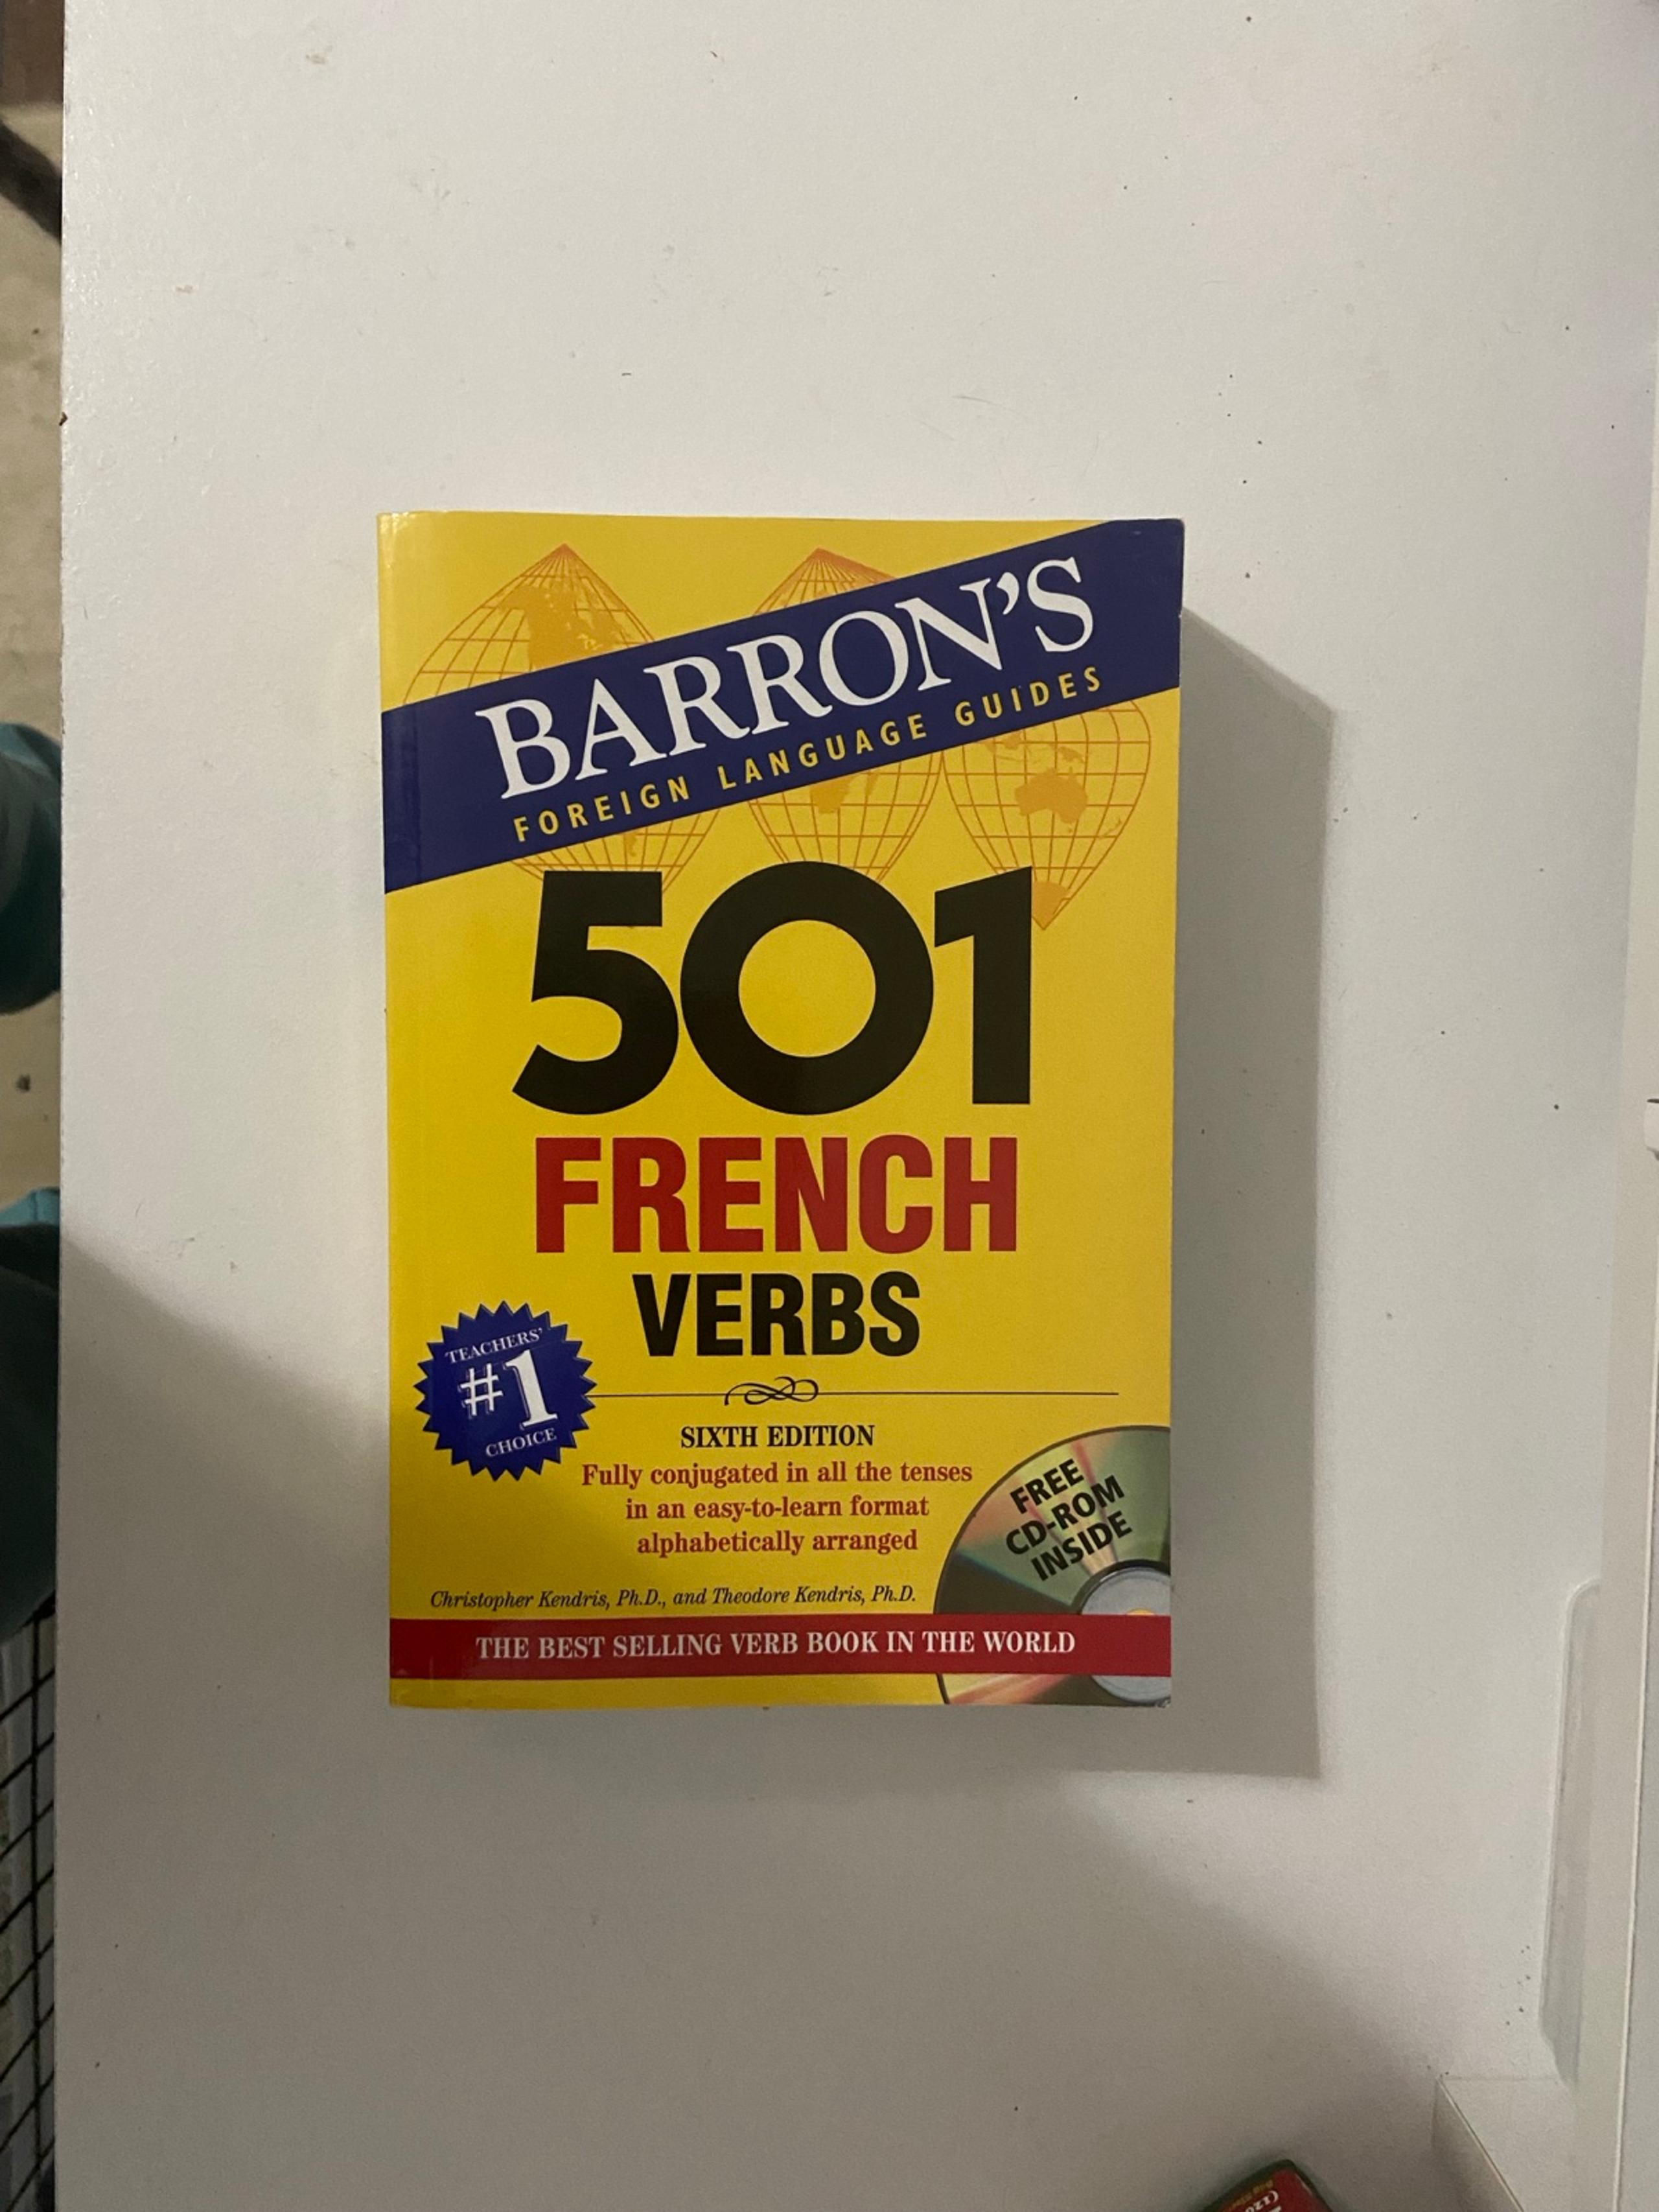 BARRON'S
FOREIGN LANGUAGE GUIDES
501
FRENCH
VERBS
TEACHERS'
#1
CHOICE
SIXTH EDITION
Fully conjugated in all the tenses
in an easy-to-learn format
alphabetically arranged
FREE
CD-ROM
INSIDE
Christopher Kendris, Ph.D., and Theodore Kendris, Ph.D.
THE BEST SELLING VERB BOOK IN THE WORLD